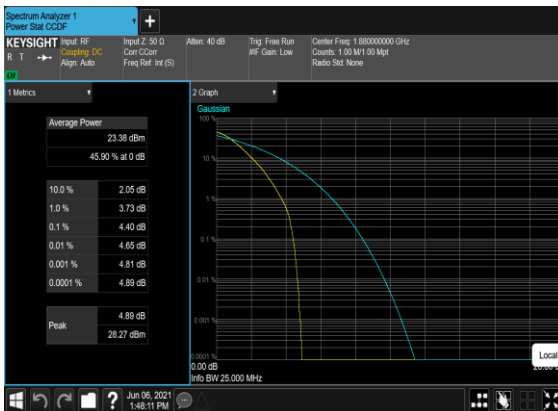 Spectrum Analyzer 1
Power Stat CCDF
KEYSIGHT
R T
LV
Input: RF
Coupling: DC
Align: Auto
Input Z: 50 Ω
Corr CCorr
Freq Ref: Int (S)
Atten: 40 dB
Trig: Free Run
#IF Gain: Low
Center Freq: 1.880000000 GHz
Counts: 1.00 M/1.00 Mpt
Radio Std: None
1 Metrics
Average Power
23.38 dBm
45.90 % at 0 dB
10.0 % 2.05 dB
1.0 % 3.73 dB
0.1 % 4.40 dB
0.01 % 4.65 dB
0.001 % 4.81 dB
0.0001 % 4.89 dB
Peak
4.89 dB
28.27 dBm
2 Graph
Gaussian
100 %
10 %
1 %
0.1 %
0.01 %
0.001 %
0.0001 %
0.00 dB
Info BW 25.000 MHz
Local
Jun 06, 2021
1:48:11 PM